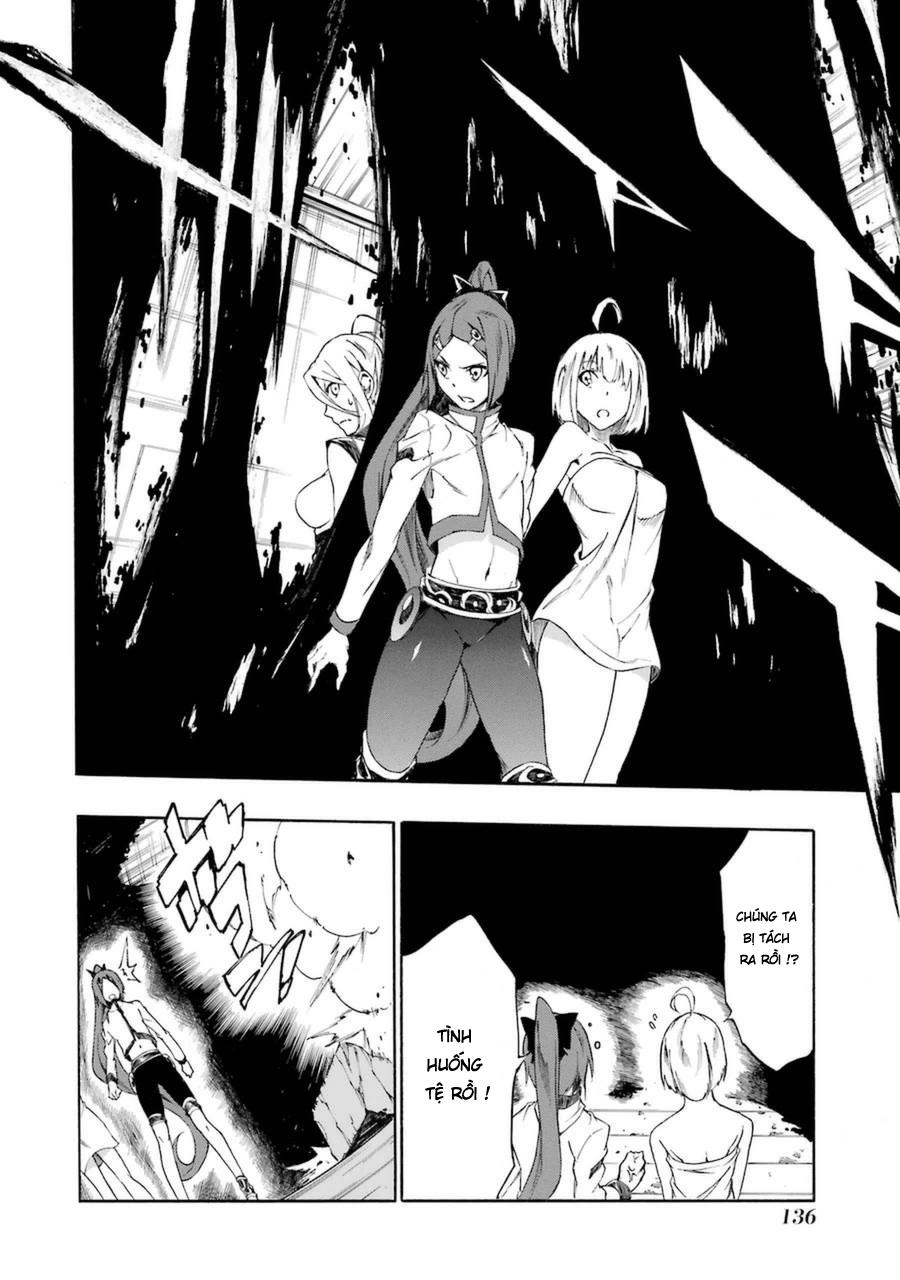 CHÚNG TA
BỊ TÁCH
RA RỒI !?
TÌNH
HUỐNG
TỆ RỒI !
136